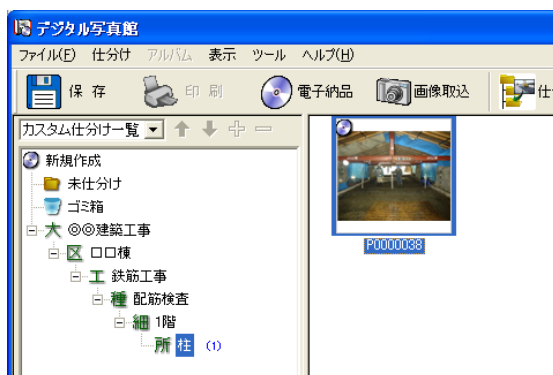 デジタル写真館
ファイル(F) 仕分け アルバム 表示 ツール ヘルプ(H)
保 存 印 刷 電子納品 画像取込 仕
カスタム仕分け一覧
新規作成
未仕分け
ゴミ箱
大 ◎◎建築工事
区 口口棟
工 鉄筋工事
種 配筋検査
細 1階
所 柱 (1)
P0000038